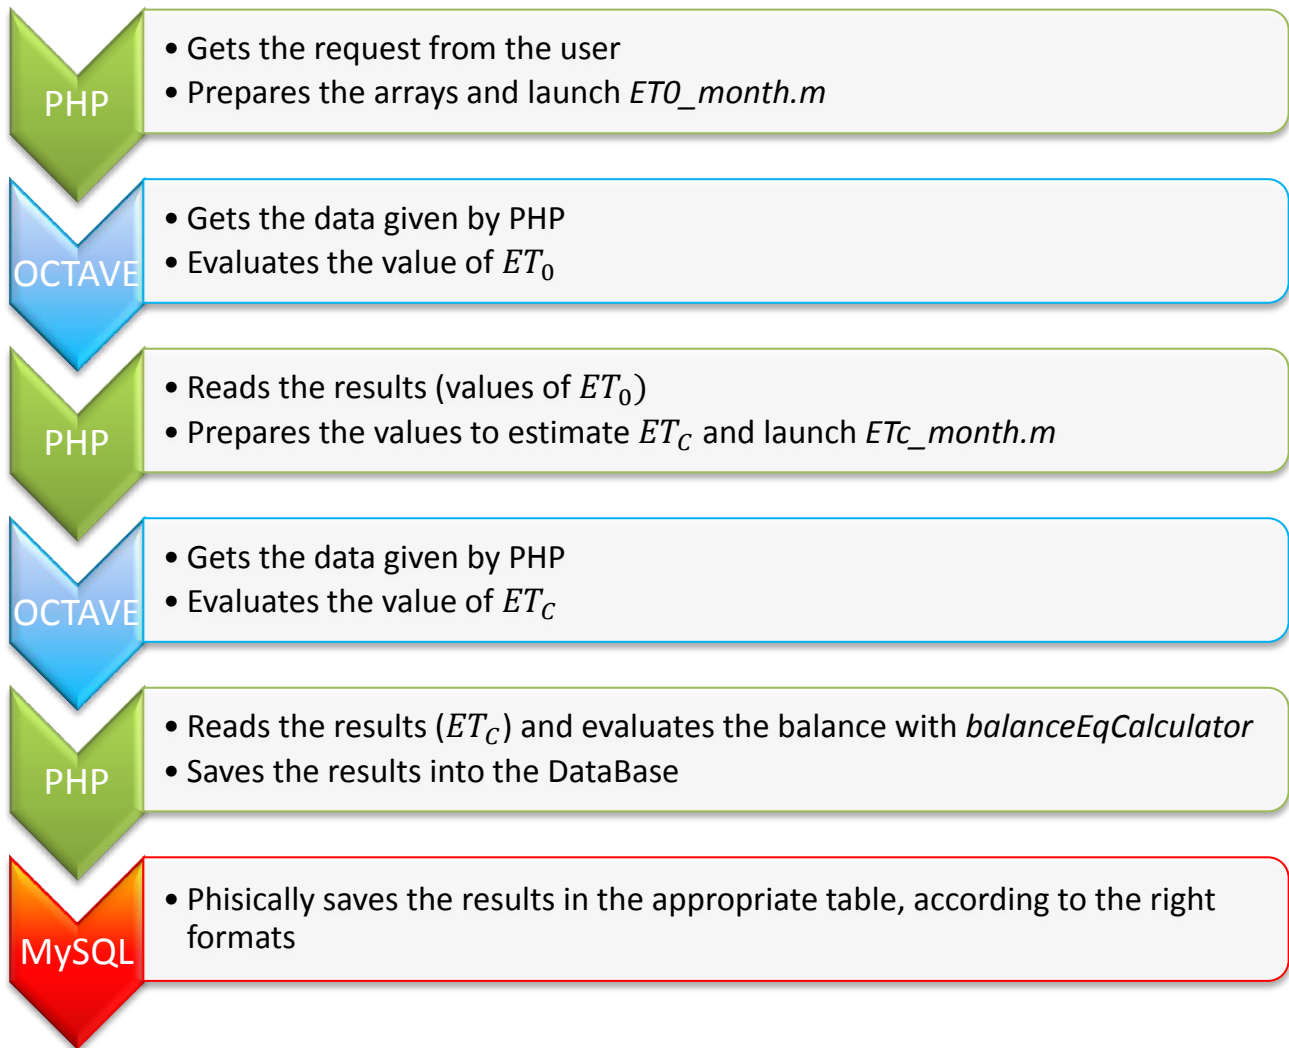 PHP
• Gets the request from the user
• Prepares the arrays and launch ET0_month.m
OCTAVE
• Gets the data given by PHP
• Evaluates the value of ET₀
PHP
• Reads the results (values of ET₀)
• Prepares the values to estimate ET_C and launch ETc_month.m
OCTAVE
• Gets the data given by PHP
• Evaluates the value of ET_C
PHP
• Reads the results (ET_C) and evaluates the balance with balanceEqCalculator
• Saves the results into the DataBase
MySQL
• Phisically saves the results in the appropriate table, according to the right
formats